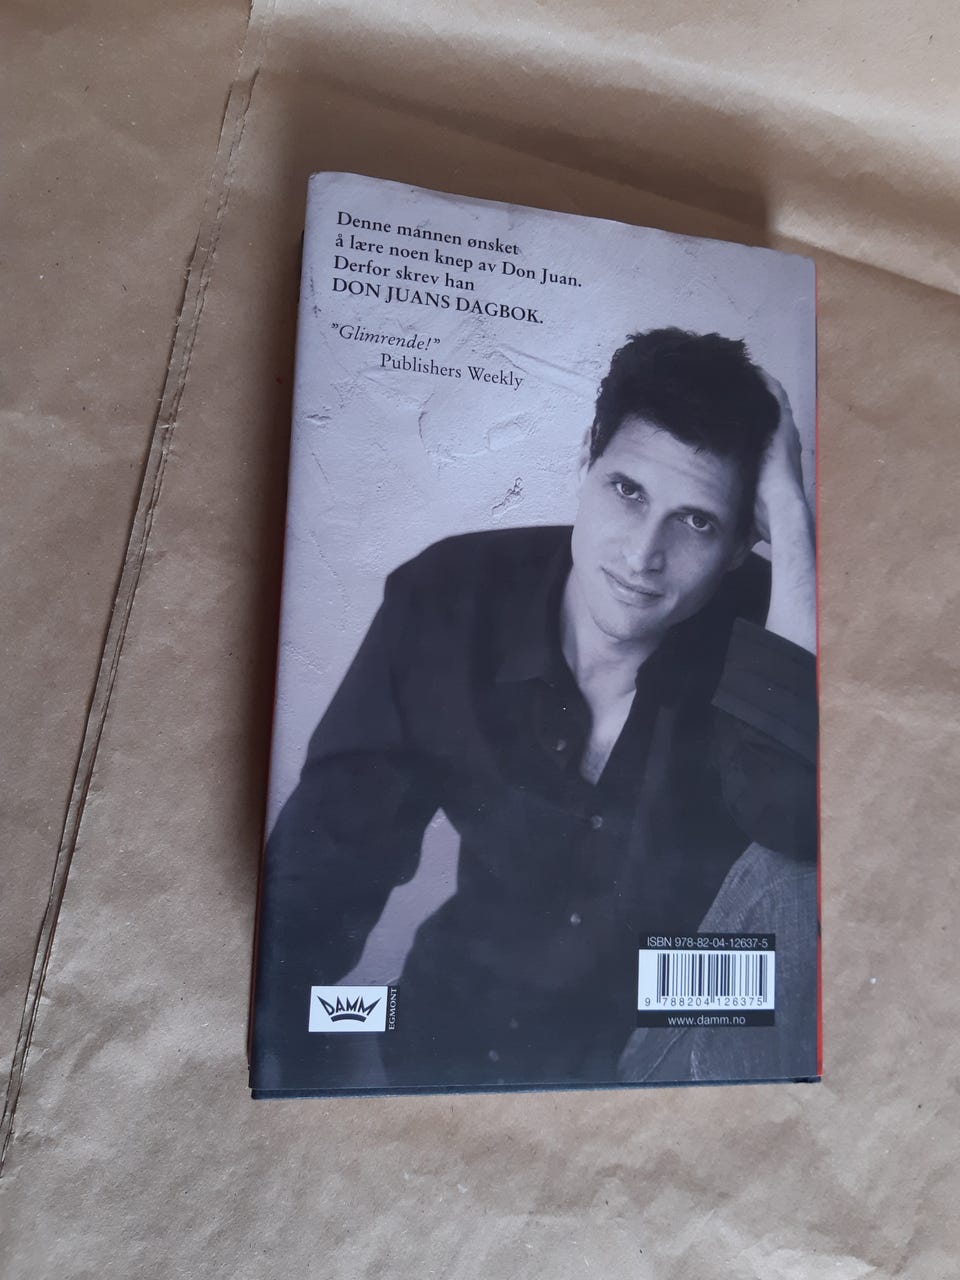 Denne mannen ønsket
å lære noen knep av Don Juan.
Derfor skrev han
DON JUANS DAGBOK.
”Glimrende!”
Publishers Weekly
ISBN 978-82-04-12637-5
9 788204 126375
www.damm.no
DAMM
EGMONT